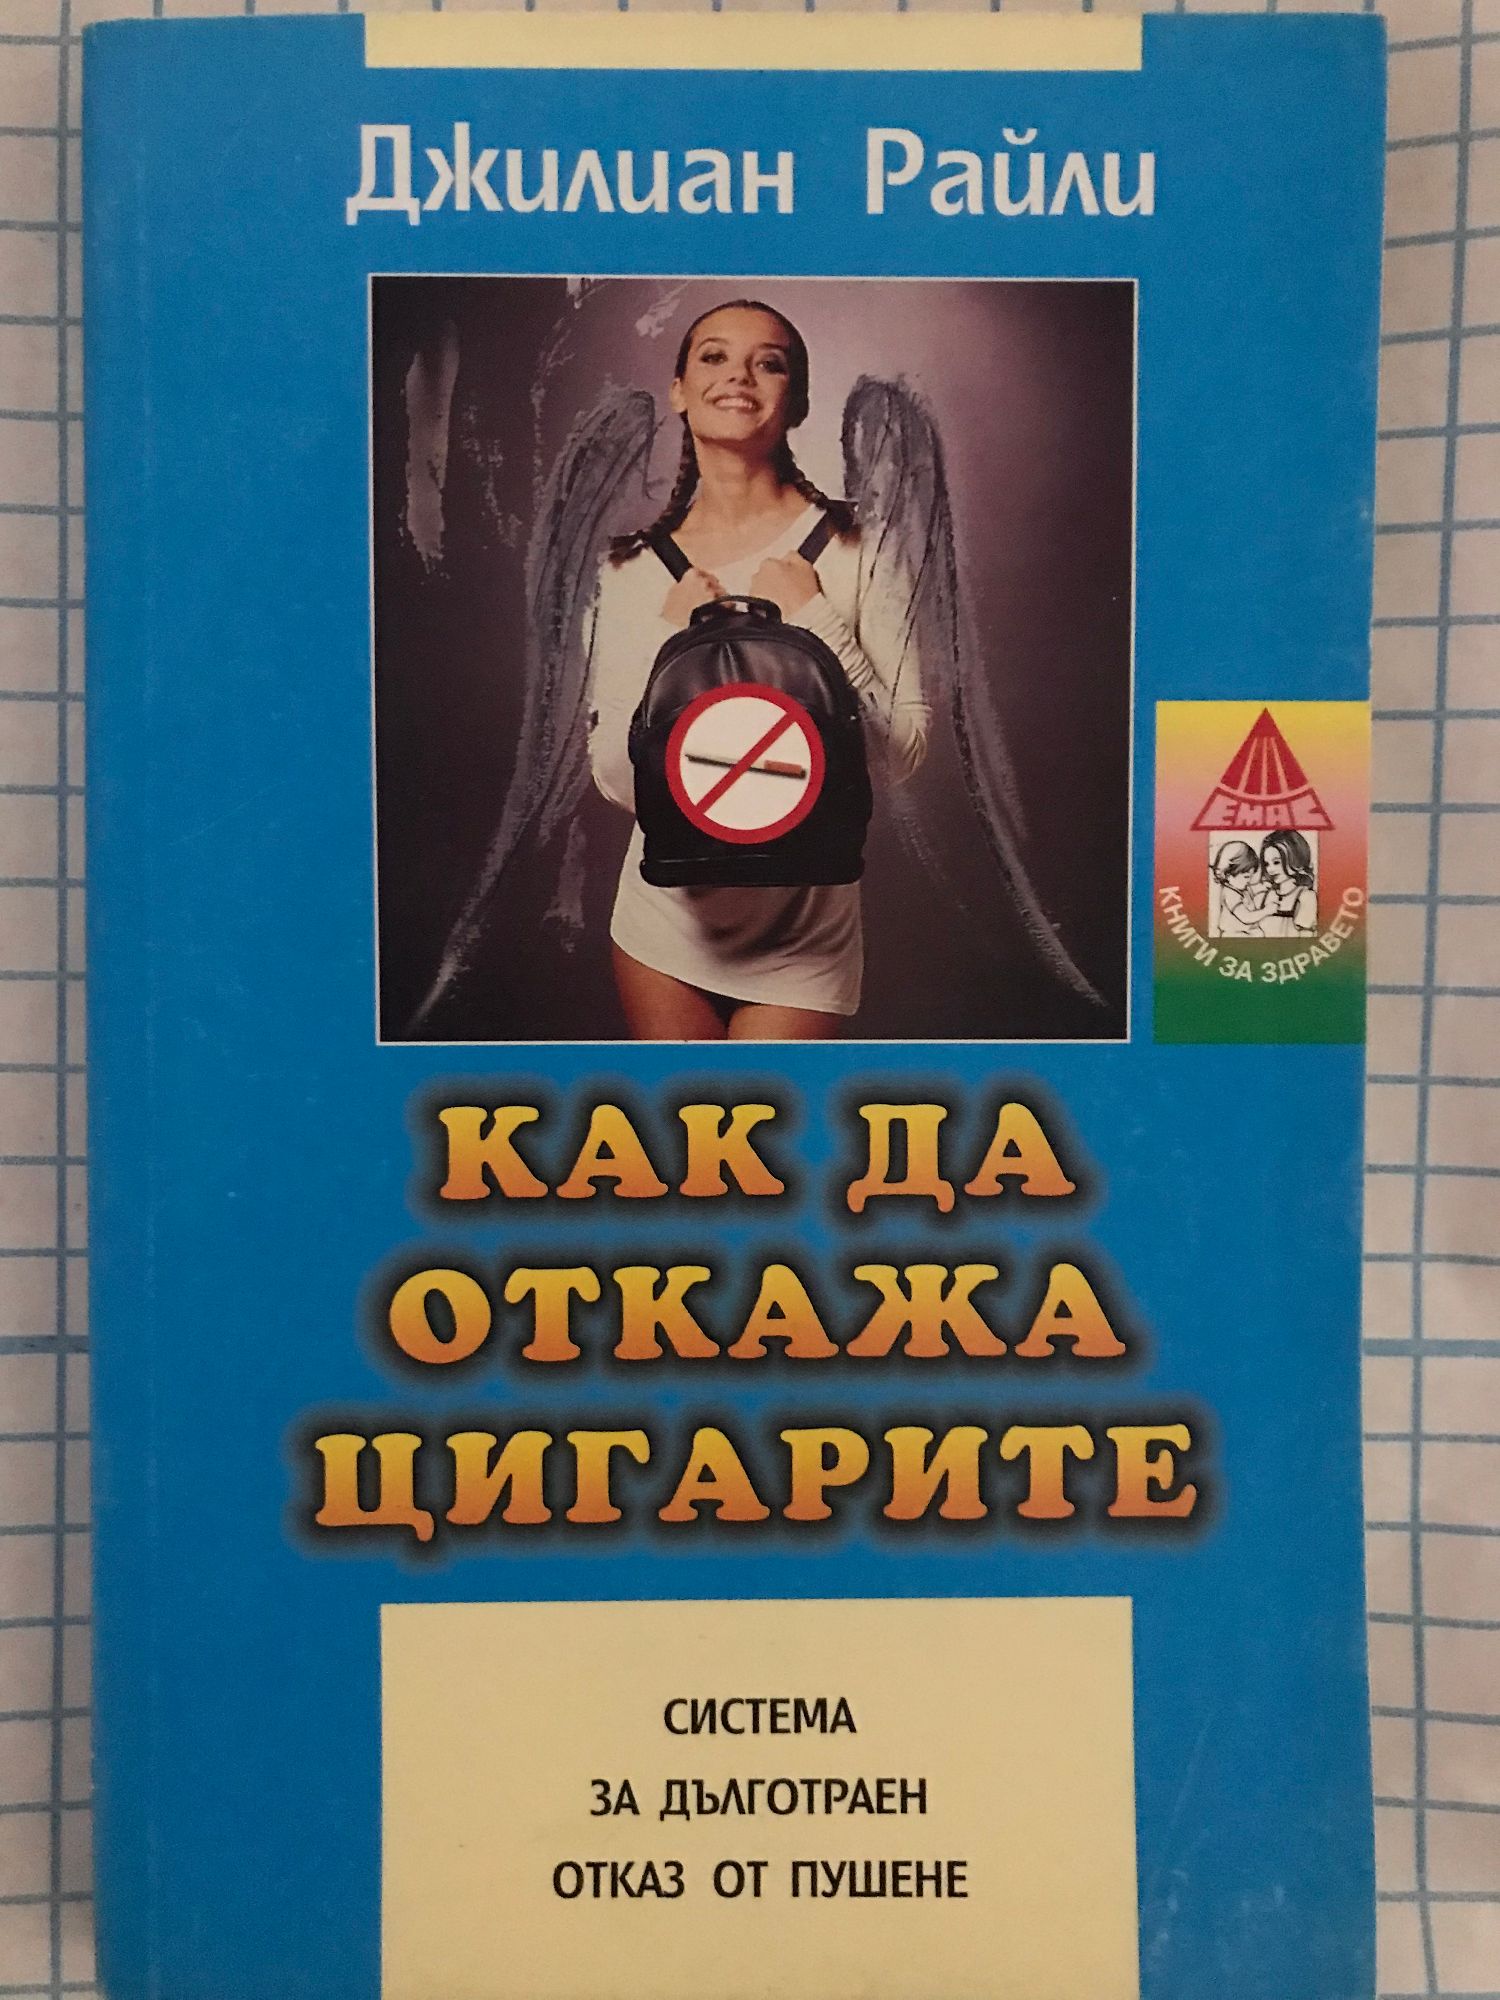 Джилиан Райли
ЕМАС
КНИГИ ЗА ЗДРАВЕТО
КАК ДА
ОТКАЖА
ЦИГАРИТЕ
СИСТЕМА
ЗА ДЪЛГОТРАЕН
ОТКАЗ ОТ ПУШЕНЕ